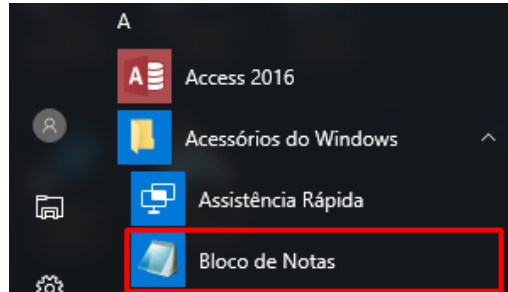 A
Access 2016
Acessórios do Windows
Assistência Rápida
Bloco de Notas